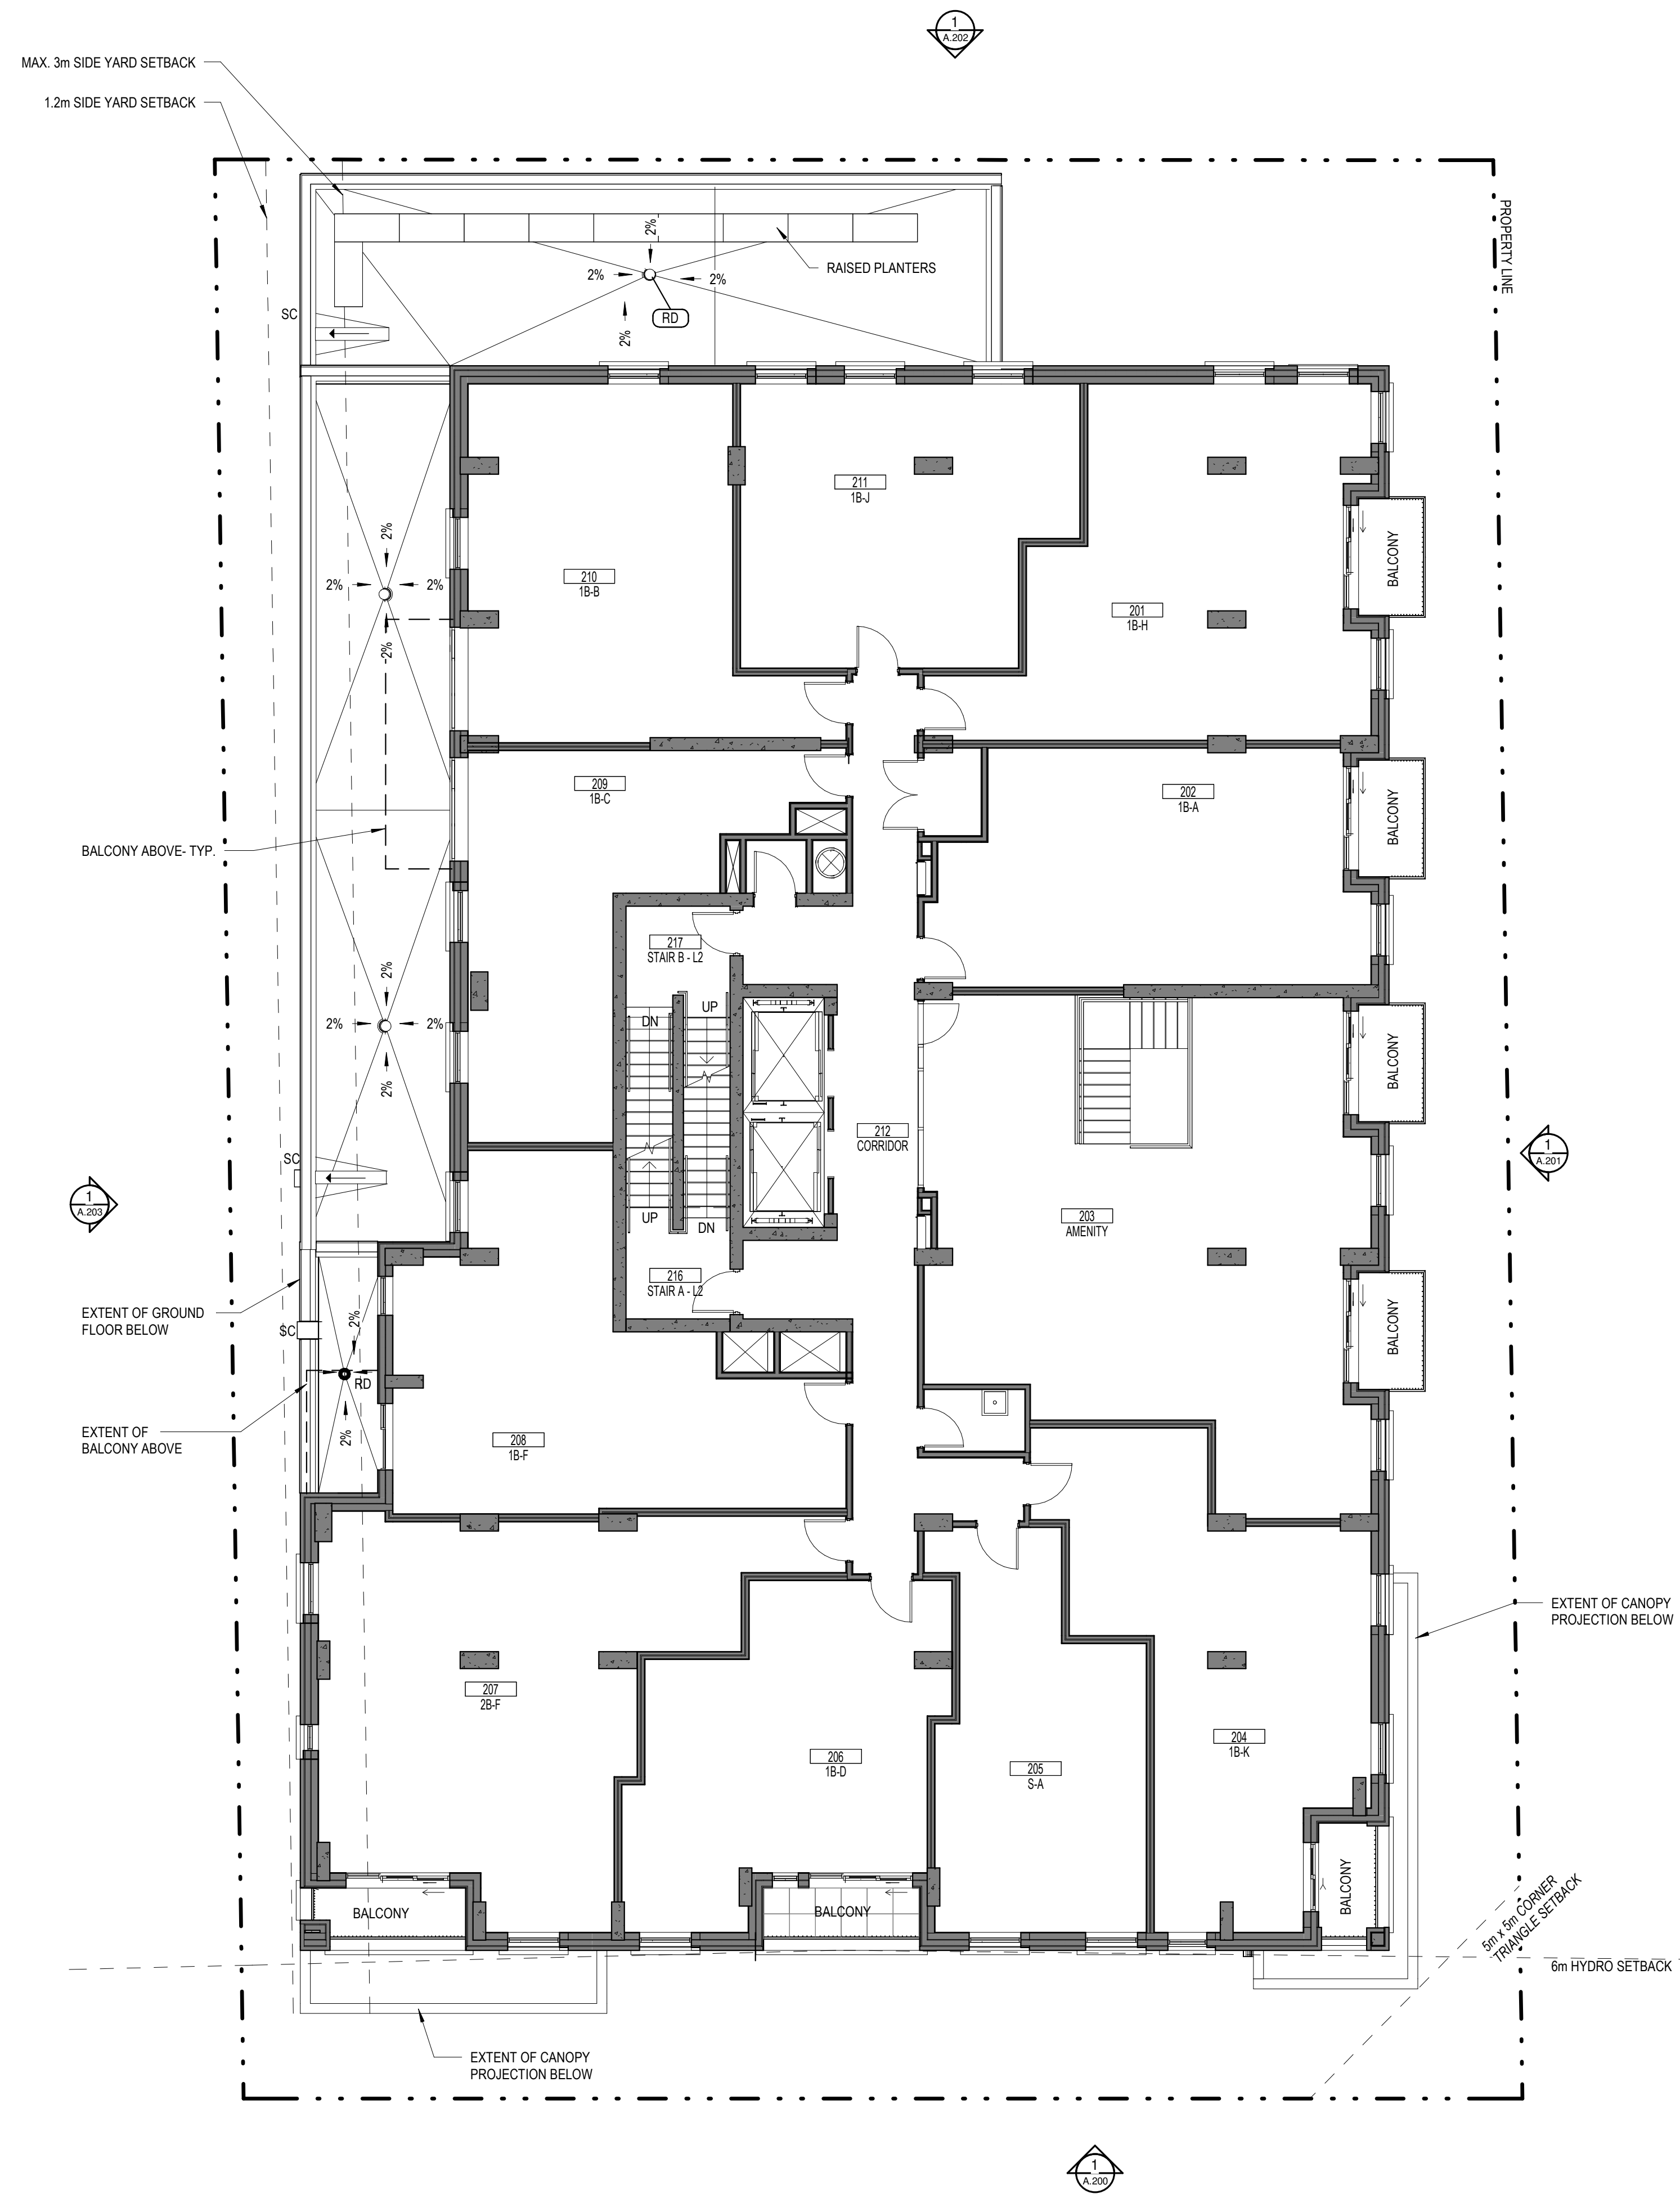 1
A.202
MAX. 3m SIDE YARD SETBACK
1.2m SIDE YARD SETBACK
PROPERTY LINE
2%
RAISED PLANTERS
2%
2%
SC
RD
2%
211
1B-J
BALCONY
2%
210
1B-B
2%
2%
201
1B-H
2%
209
1B-C
202
1B-A
BALCONY
BALCONY ABOVE- TYP.
217
STAIR B - L2
2%
UP
DN
2%
2%
BALCONY
2%
212
CORRIDOR
1
A.201
SC
1
A.203
UP
DN
203
AMENITY
216
STAIR A - L2
EXTENT OF GROUND
FLOOR BELOW
SC
2%
BALCONY
RD
EXTENT OF
BALCONY ABOVE
2%
208
1B-F
EXTENT OF CANOPY
PROJECTION BELOW
207
2B-F
204
1B-K
206
1B-D
205
S-A
BALCONY
BALCONY
BALCONY
5m x 5m CORNER
TRIANGLE SETBACK
6m HYDRO SETBACK
EXTENT OF CANOPY
PROJECTION BELOW
1
A.200